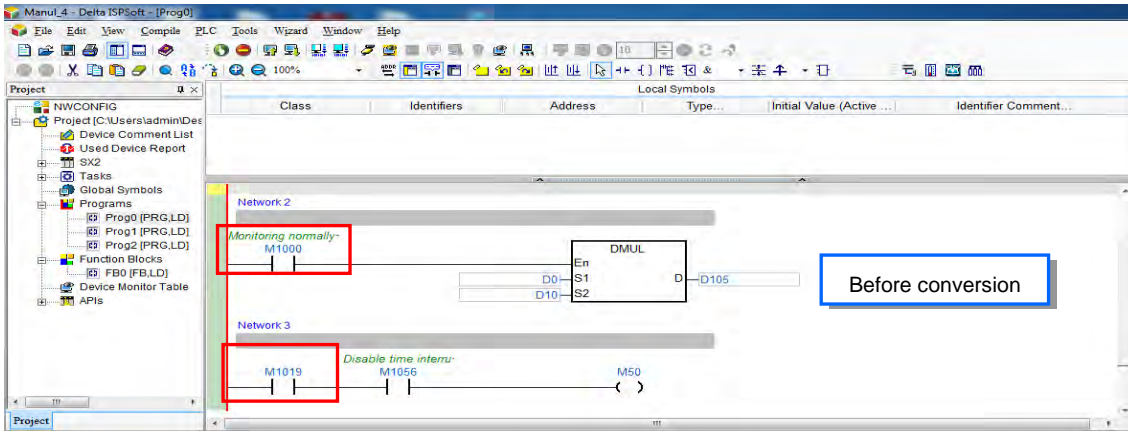 Manul_4 - Delta ISPSoft - [Prog0]
File Edit View Compile PLC Tools Wizard Window Help
100%
16
Project
NWCONFIG
Project [C:\Users\admin\Des
Device Comment List
Used Device Report
SX2
Tasks
Global Symbols
Programs
Prog0 [PRG,LD]
Prog1 [PRG,LD]
Prog2 [PRG,LD]
Function Blocks
FB0 [FB,LD]
Device Monitor Table
APIs
Project
Local Symbols
Class Identifiers Address Type... Initial Value (Active ... Identifier Comment...
Network 2
Monitoring normally~
M1000
DMUL
En
D0 S1 D D105
D10 S2
Before conversion
Network 3
Disable time interru~
M1019 M1056 M50